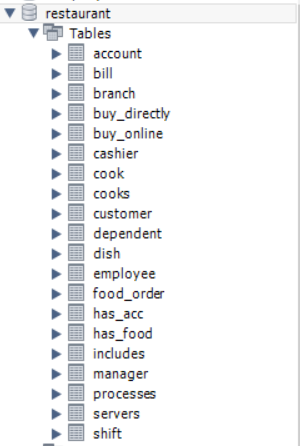 restaurant
Tables
account
bill
branch
buy_directly
buy_online
cashier
cook
cooks
customer
dependent
dish
employee
food_order
has_acc
has_food
includes
manager
processes
servers
shift